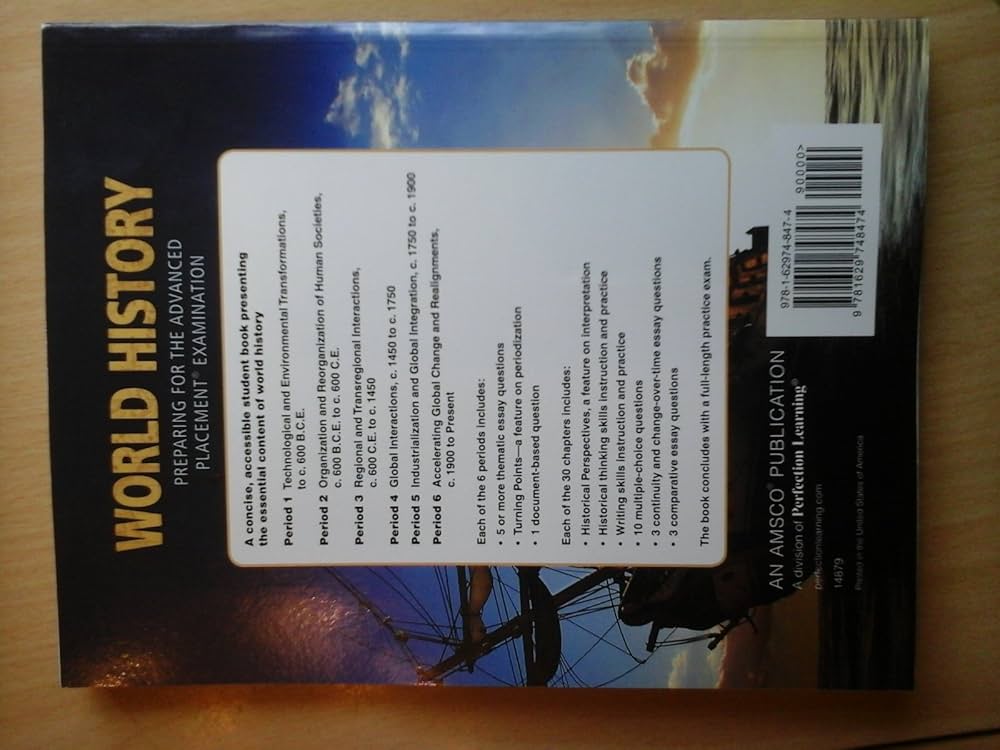 WORLD HISTORY
PREPARING FOR THE ADVANCED
PLACEMENT® EXAMINATION
A concise, accessible student book presenting
the essential content of world history
Period 1 Technological and Environmental Transformations,
to c. 600 B.C.E.
Period 2 Organization and Reorganization of Human Societies,
c. 600 B.C.E. to c. 600 C.E.
Period 3 Regional and Transregional Interactions,
c. 600 C.E. to c. 1450
Period 4 Global Interactions, c. 1450 to c. 1750
Period 5 Industrialization and Global Integration, c. 1750 to c. 1900
Period 6 Accelerating Global Change and Realignments,
c. 1900 to Present
Each of the 6 periods includes:
• 5 or more thematic essay questions
• Turning Points—a feature on periodization
• 1 document-based question
Each of the 30 chapters includes:
• Historical Perspectives, a feature on interpretation
• Historical thinking skills instruction and practice
• Writing skills instruction and practice
• 10 multiple-choice questions
• 3 continuity and change-over-time essay questions
• 3 comparative essay questions
The book concludes with a full-length practice exam.
AN AMSCO® PUBLICATION
A division of Perfection Learning®
perfectionlearning.com
14879
Printed in the United States of America
978-1-62974-847-4
90000>
9 781629 748474